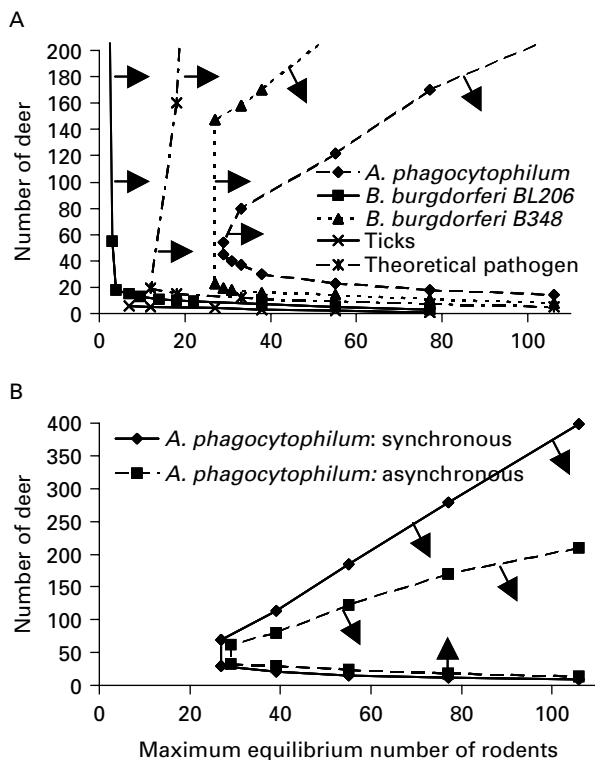 A
Number of deer
200
180
160
140
120
100
80
60
40
20
0
0 20 40 60 80 100
A. phagocytophilum
B. burgdorferi BL206
B. burgdorferi B348
Ticks
Theoretical pathogen
B
Number of deer
400
350
300
250
200
150
100
50
0
0 20 40 60 80 100
A. phagocytophilum: synchronous
A. phagocytophilum: asynchronous
Maximum equilibrium number of rodents